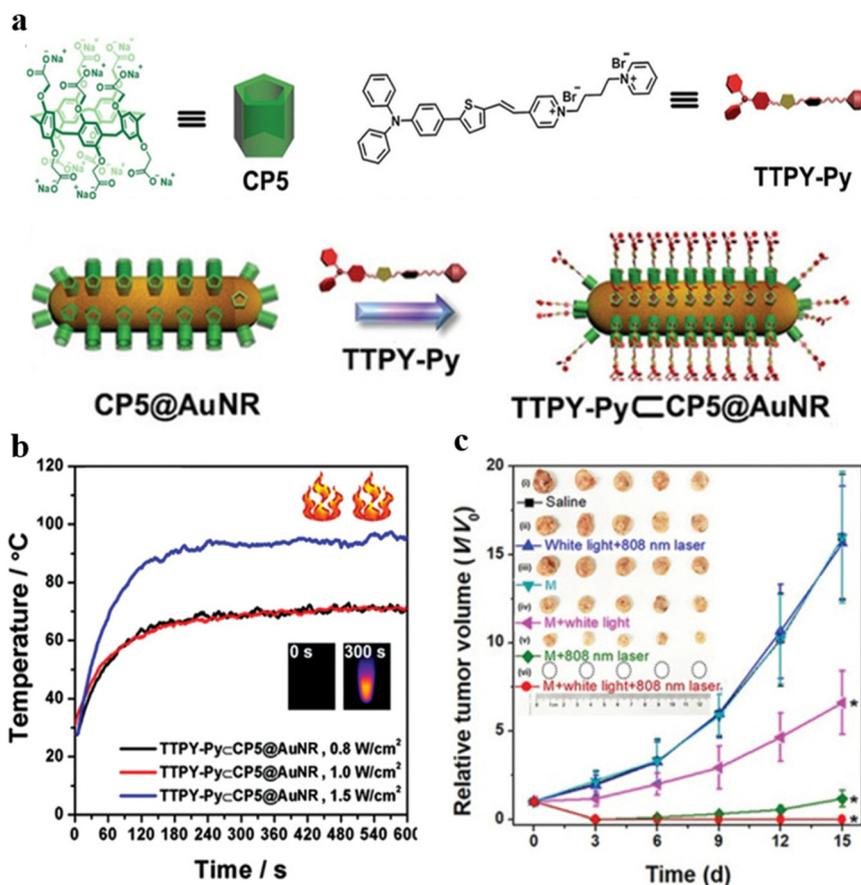 a
O⁻Na⁺
CP5
Br⁻
Br⁻
N
S
N⁺
N⁺
TTPY-Py
CP5@AuNR
TTPY-Py
TTPY-Py⊂CP5@AuNR
b
120
100
80
60
40
20
0
Temperature / °C
0 s
300 s
TTPY-Py⊂CP5@AuNR , 0.8 W/cm²
TTPY-Py⊂CP5@AuNR , 1.0 W/cm²
TTPY-Py⊂CP5@AuNR , 1.5 W/cm²
0 60 120 180 240 300 360 420 480 540 600
Time / s
c
20
15
10
5
0
Relative tumor volume (V/V₀)
(i)
Saline
(ii)
White light+808 nm laser
(iii)
M
(iv)
M+white light
(v)
M+808 nm laser
(vi)
M+white light+808 nm laser
*
*
*
0 3 6 9 12 15
Time (d)